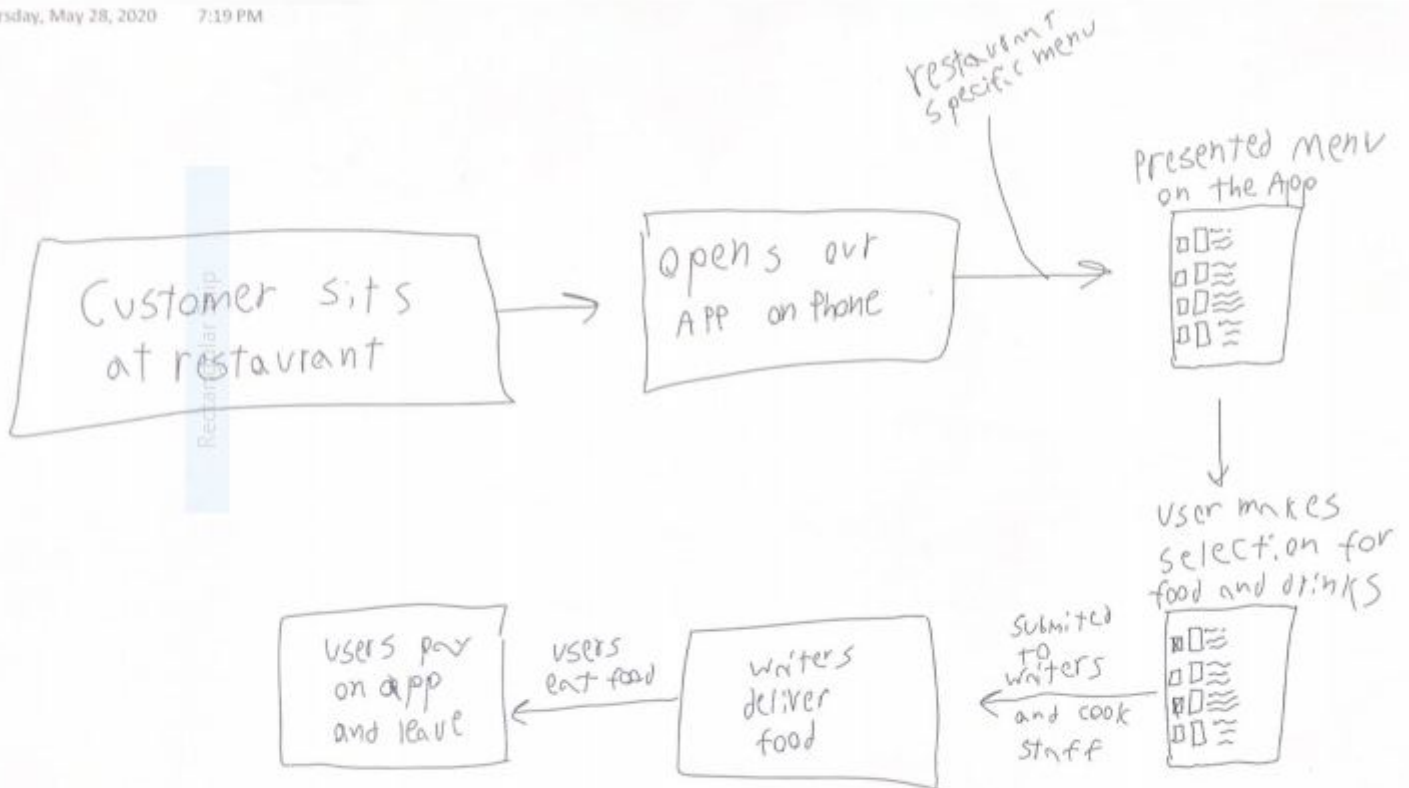 rsday, May 28, 2020 7:19 PM
restaurant
specific menu
Presented menu
on the App
Customer sits
at restaurant
Opens our
APP on Phone
user makes
selection for
food and drinks
submited
to
waiters
and cook
staff
waiters
deliver
food
users
eat food
users pay
on app
and leave